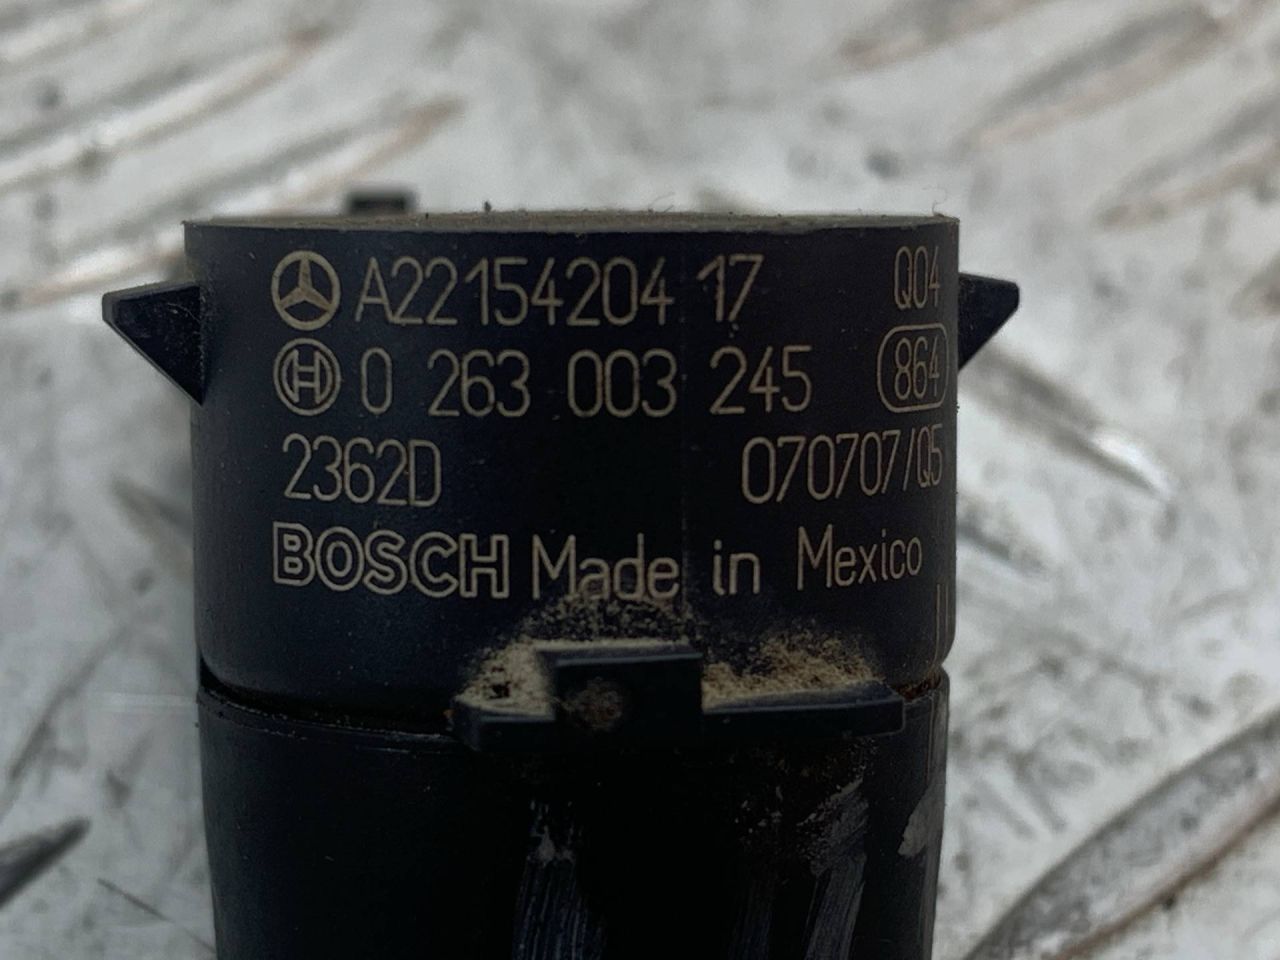 A22154204 17 Q04
0 263 003 245 864
2362D 070707/Q5
BOSCH Made in Mexico